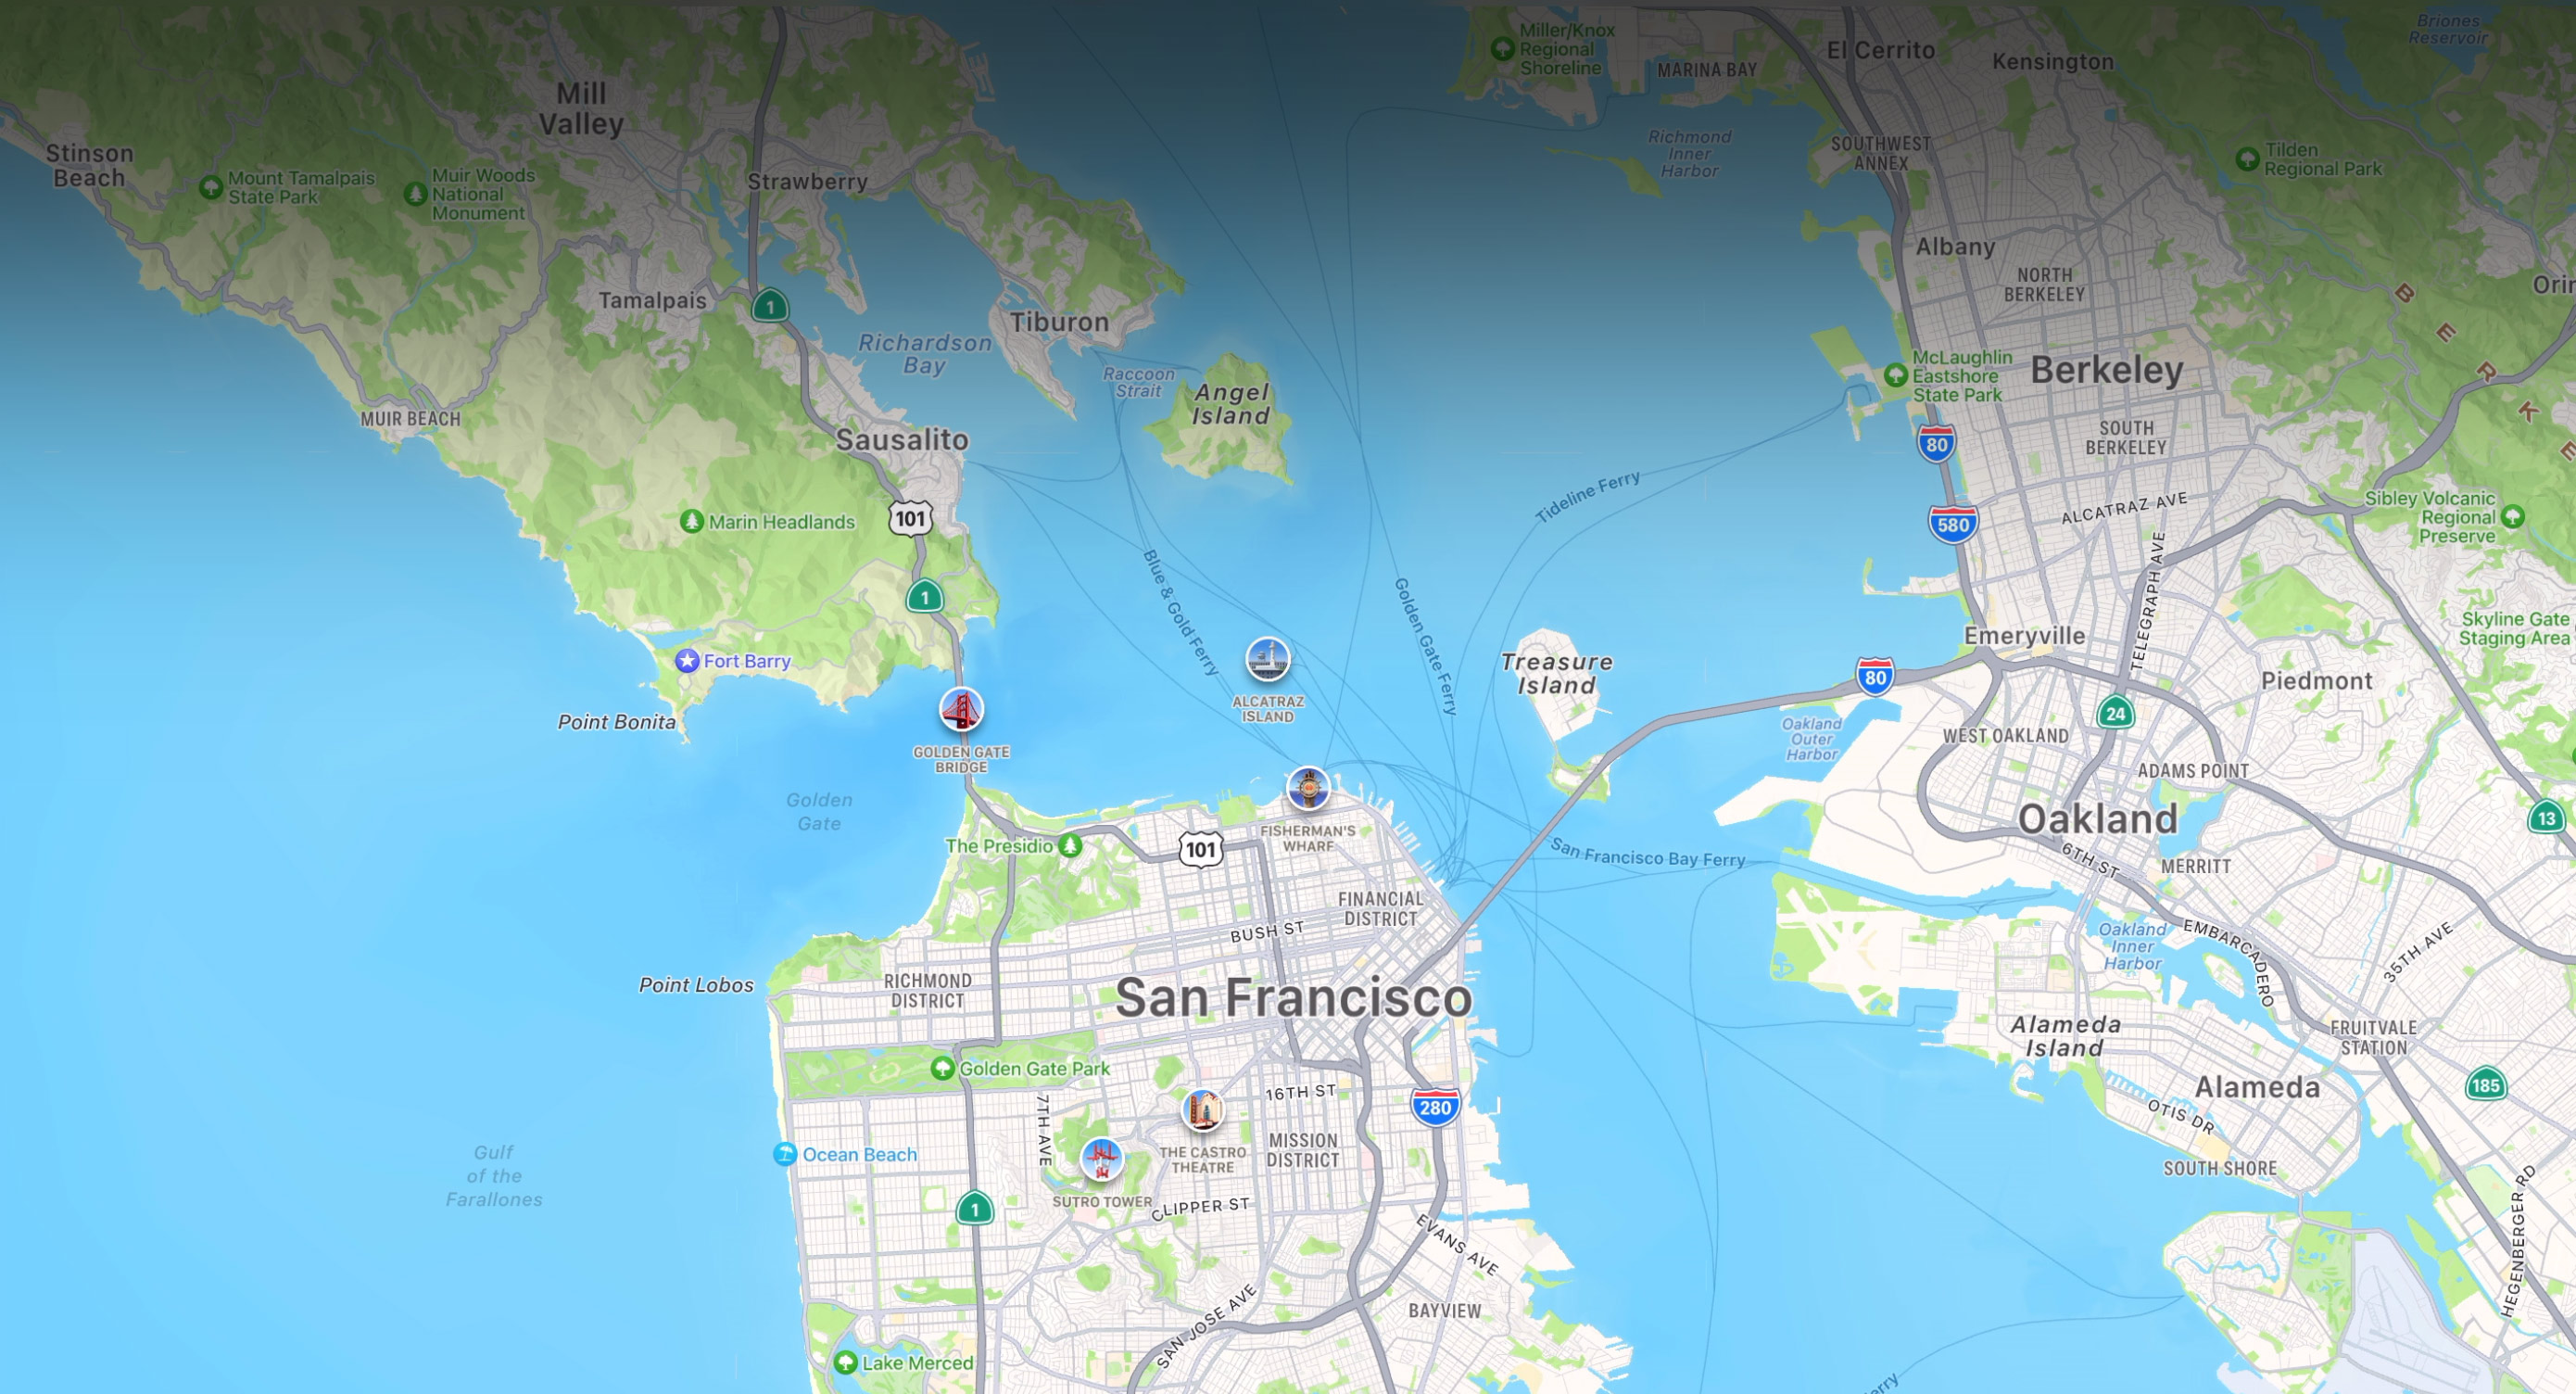 Miller/Knox
Regional
Shoreline
MARINA BAY
El Cerrito
Kensington
Briones
Reservoir
Mill
Valley
Stinson
Beach
Mount Tamalpais
State Park
Muir Woods
National
Monument
Strawberry
Richmond
Inner
Harbor
SOUTHWEST
ANNEX
Tilden
Regional Park
Albany
NORTH
BERKELEY
Tamalpais
1
Tiburon
Richardson
Bay
Raccoon
Strait
Angel
Island
McLaughlin
Eastshore
State Park
Berkeley
B
E
R
K
E
MUIR BEACH
Sausalito
80
SOUTH
BERKELEY
Tideline Ferry
ALCATRAZ AVE
Sibley Volcanic
Regional
Preserve
Marin Headlands
101
580
1
Blue & Gold Ferry
Golden Gate Ferry
TELEGRAPH AVE
Skyline Gate
Staging Area
Emeryville
Fort Barry
Treasure
Island
80
Piedmont
Point Bonita
ALCATRAZ
ISLAND
24
GOLDEN GATE
BRIDGE
Oakland
Outer
Harbor
WEST OAKLAND
ADAMS POINT
Golden
Gate
Oakland
13
FISHERMAN'S
WHARF
The Presidio
101
San Francisco Bay Ferry
6TH ST
MERRITT
FINANCIAL
DISTRICT
BUSH ST
Oakland
Inner
Harbor
EMBARCADERO
35TH AVE
Point Lobos
RICHMOND
DISTRICT
San Francisco
Alameda
Island
FRUITVALE
STATION
Golden Gate Park
16TH ST
280
Alameda
185
7TH AVE
OTIS DR
Ocean Beach
THE CASTRO
THEATRE
MISSION
DISTRICT
SOUTH SHORE
Gulf
of the
Farallones
SUTRO TOWER
1
CLIPPER ST
EVANS AVE
HEGENBERGER RD
SAN JOSE AVE
BAYVIEW
Lake Merced